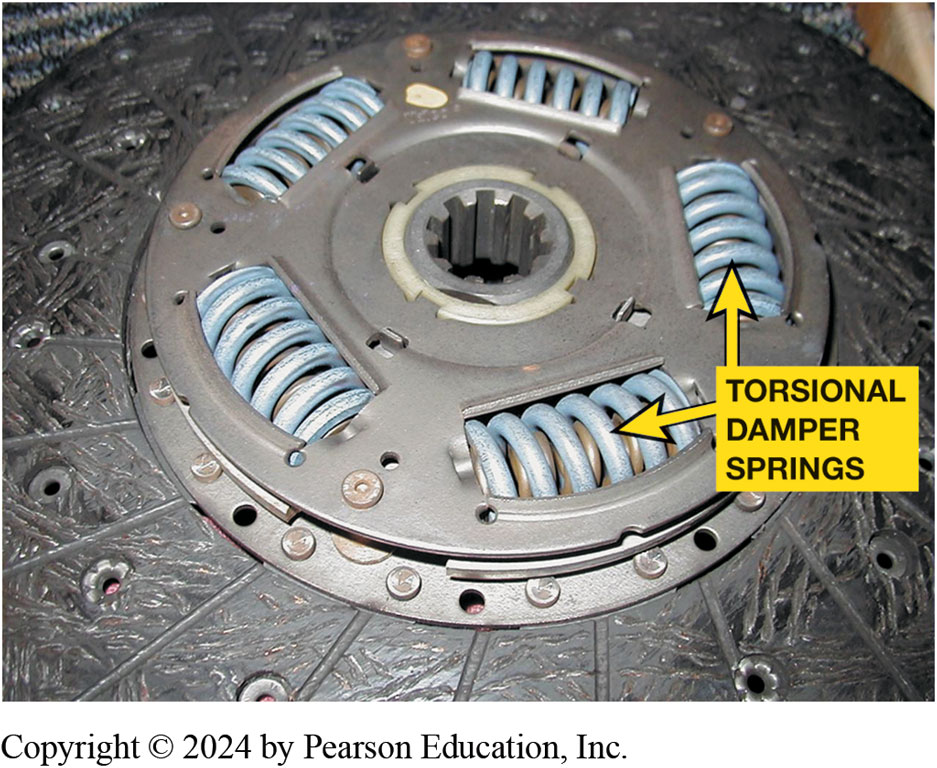 TORSIONAL
DAMPER
SPRINGS
Copyright © 2024 by Pearson Education, Inc.